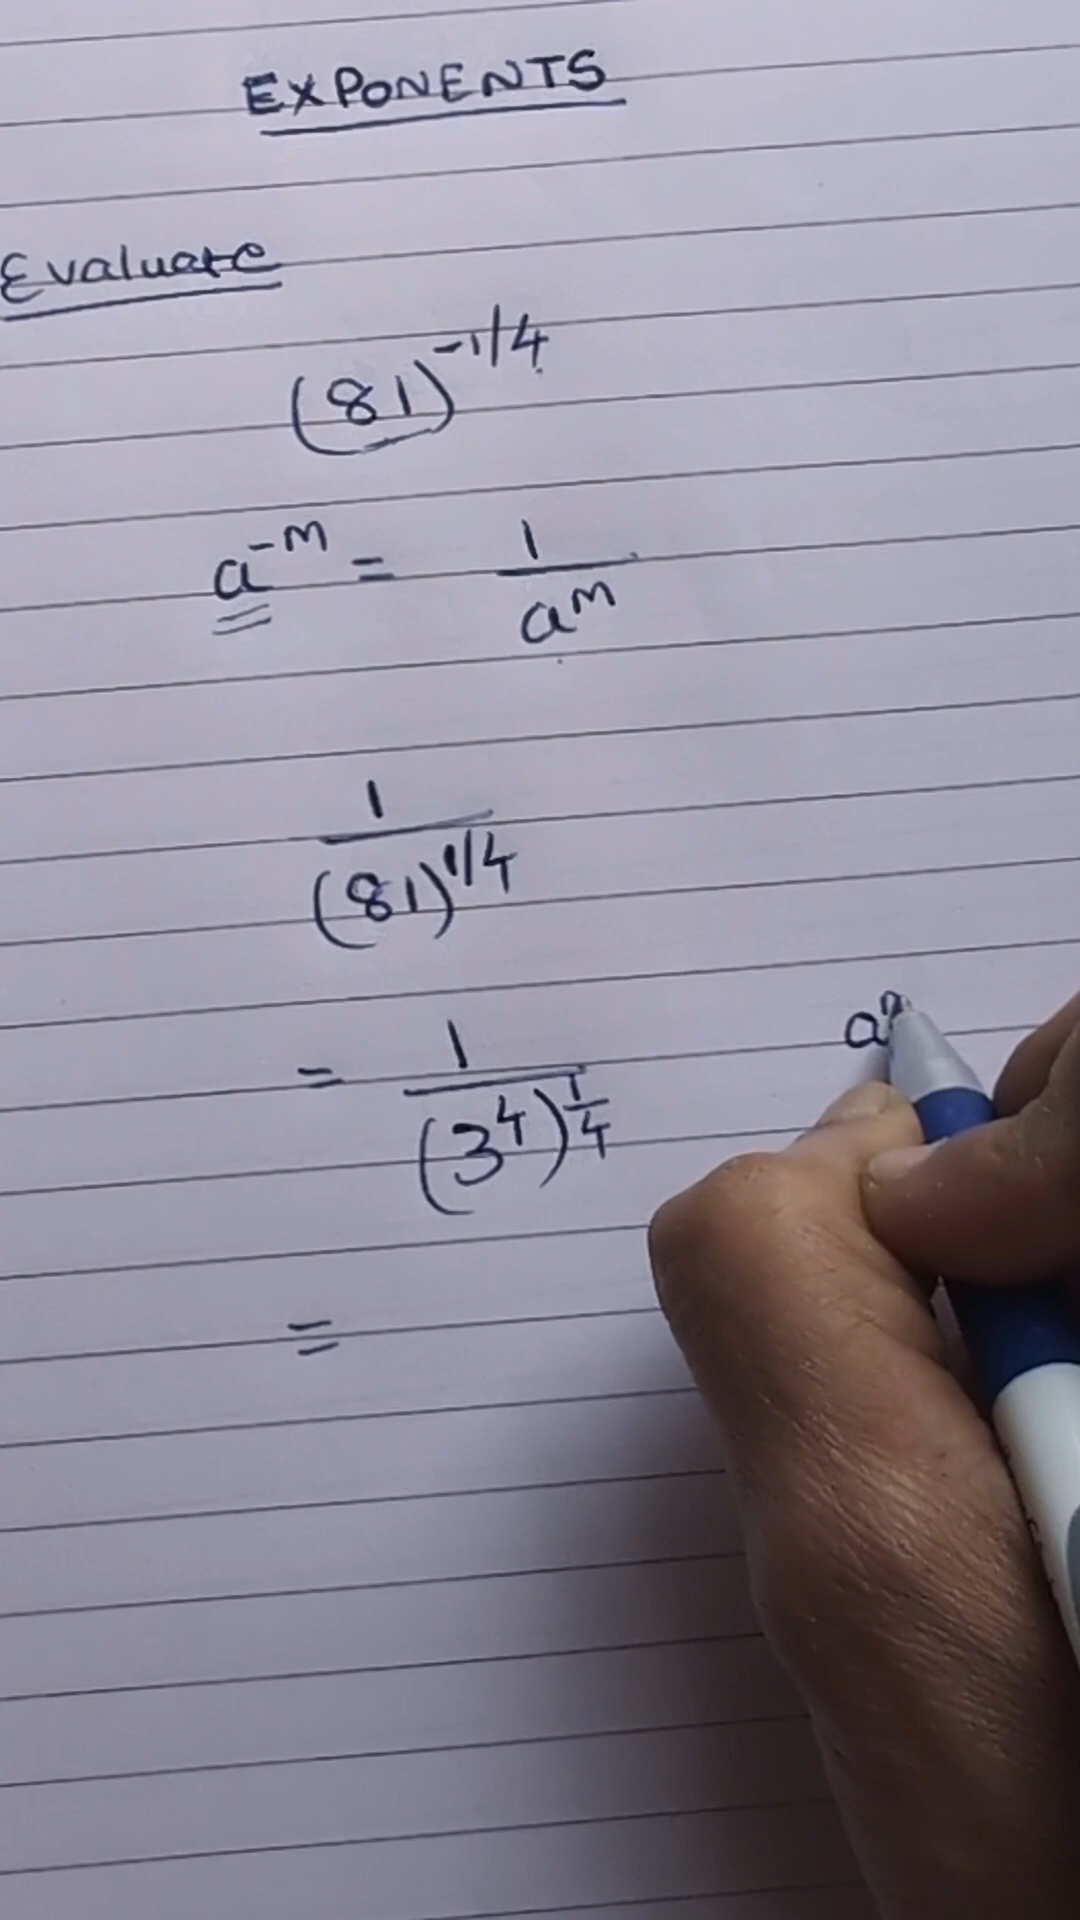 EXPONENTS
Evaluate
(81)^-1/4
a^-m = 1/a^m
1/(81)^1/4
= 1/(3^4)^1/4
a
=